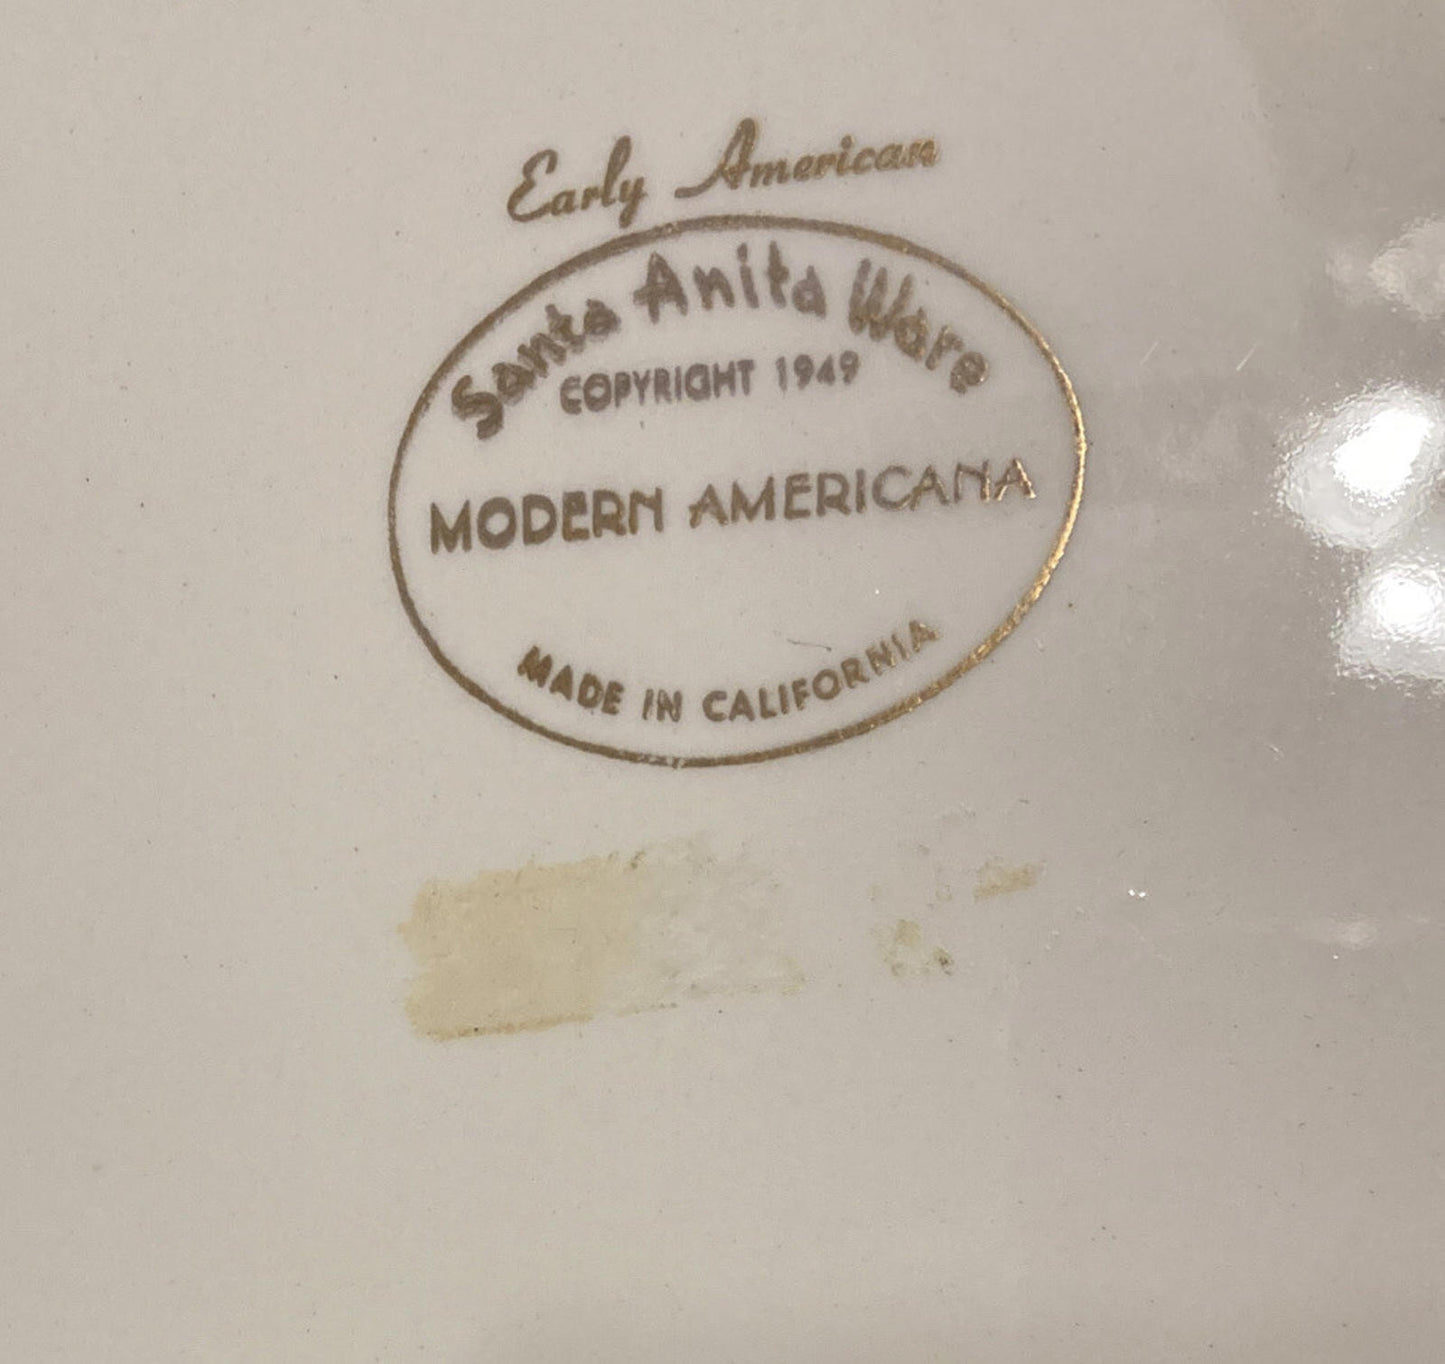 Early American
Santa Anita Ware
COPYRIGHT 1949
MODERN AMERICANA
MADE IN CALIFORNIA